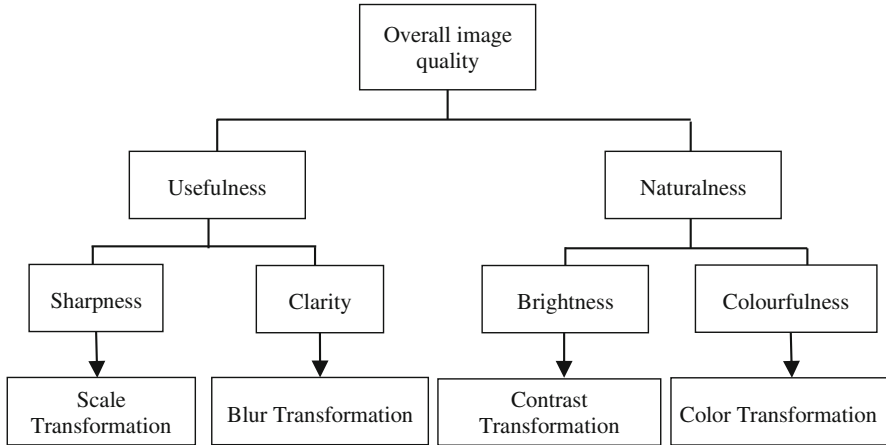 Overall image
quality
Usefulness
Naturalness
Sharpness
Clarity
Brightness
Colourfulness
Scale
Transformation
Blur Transformation
Contrast
Transformation
Color Transformation